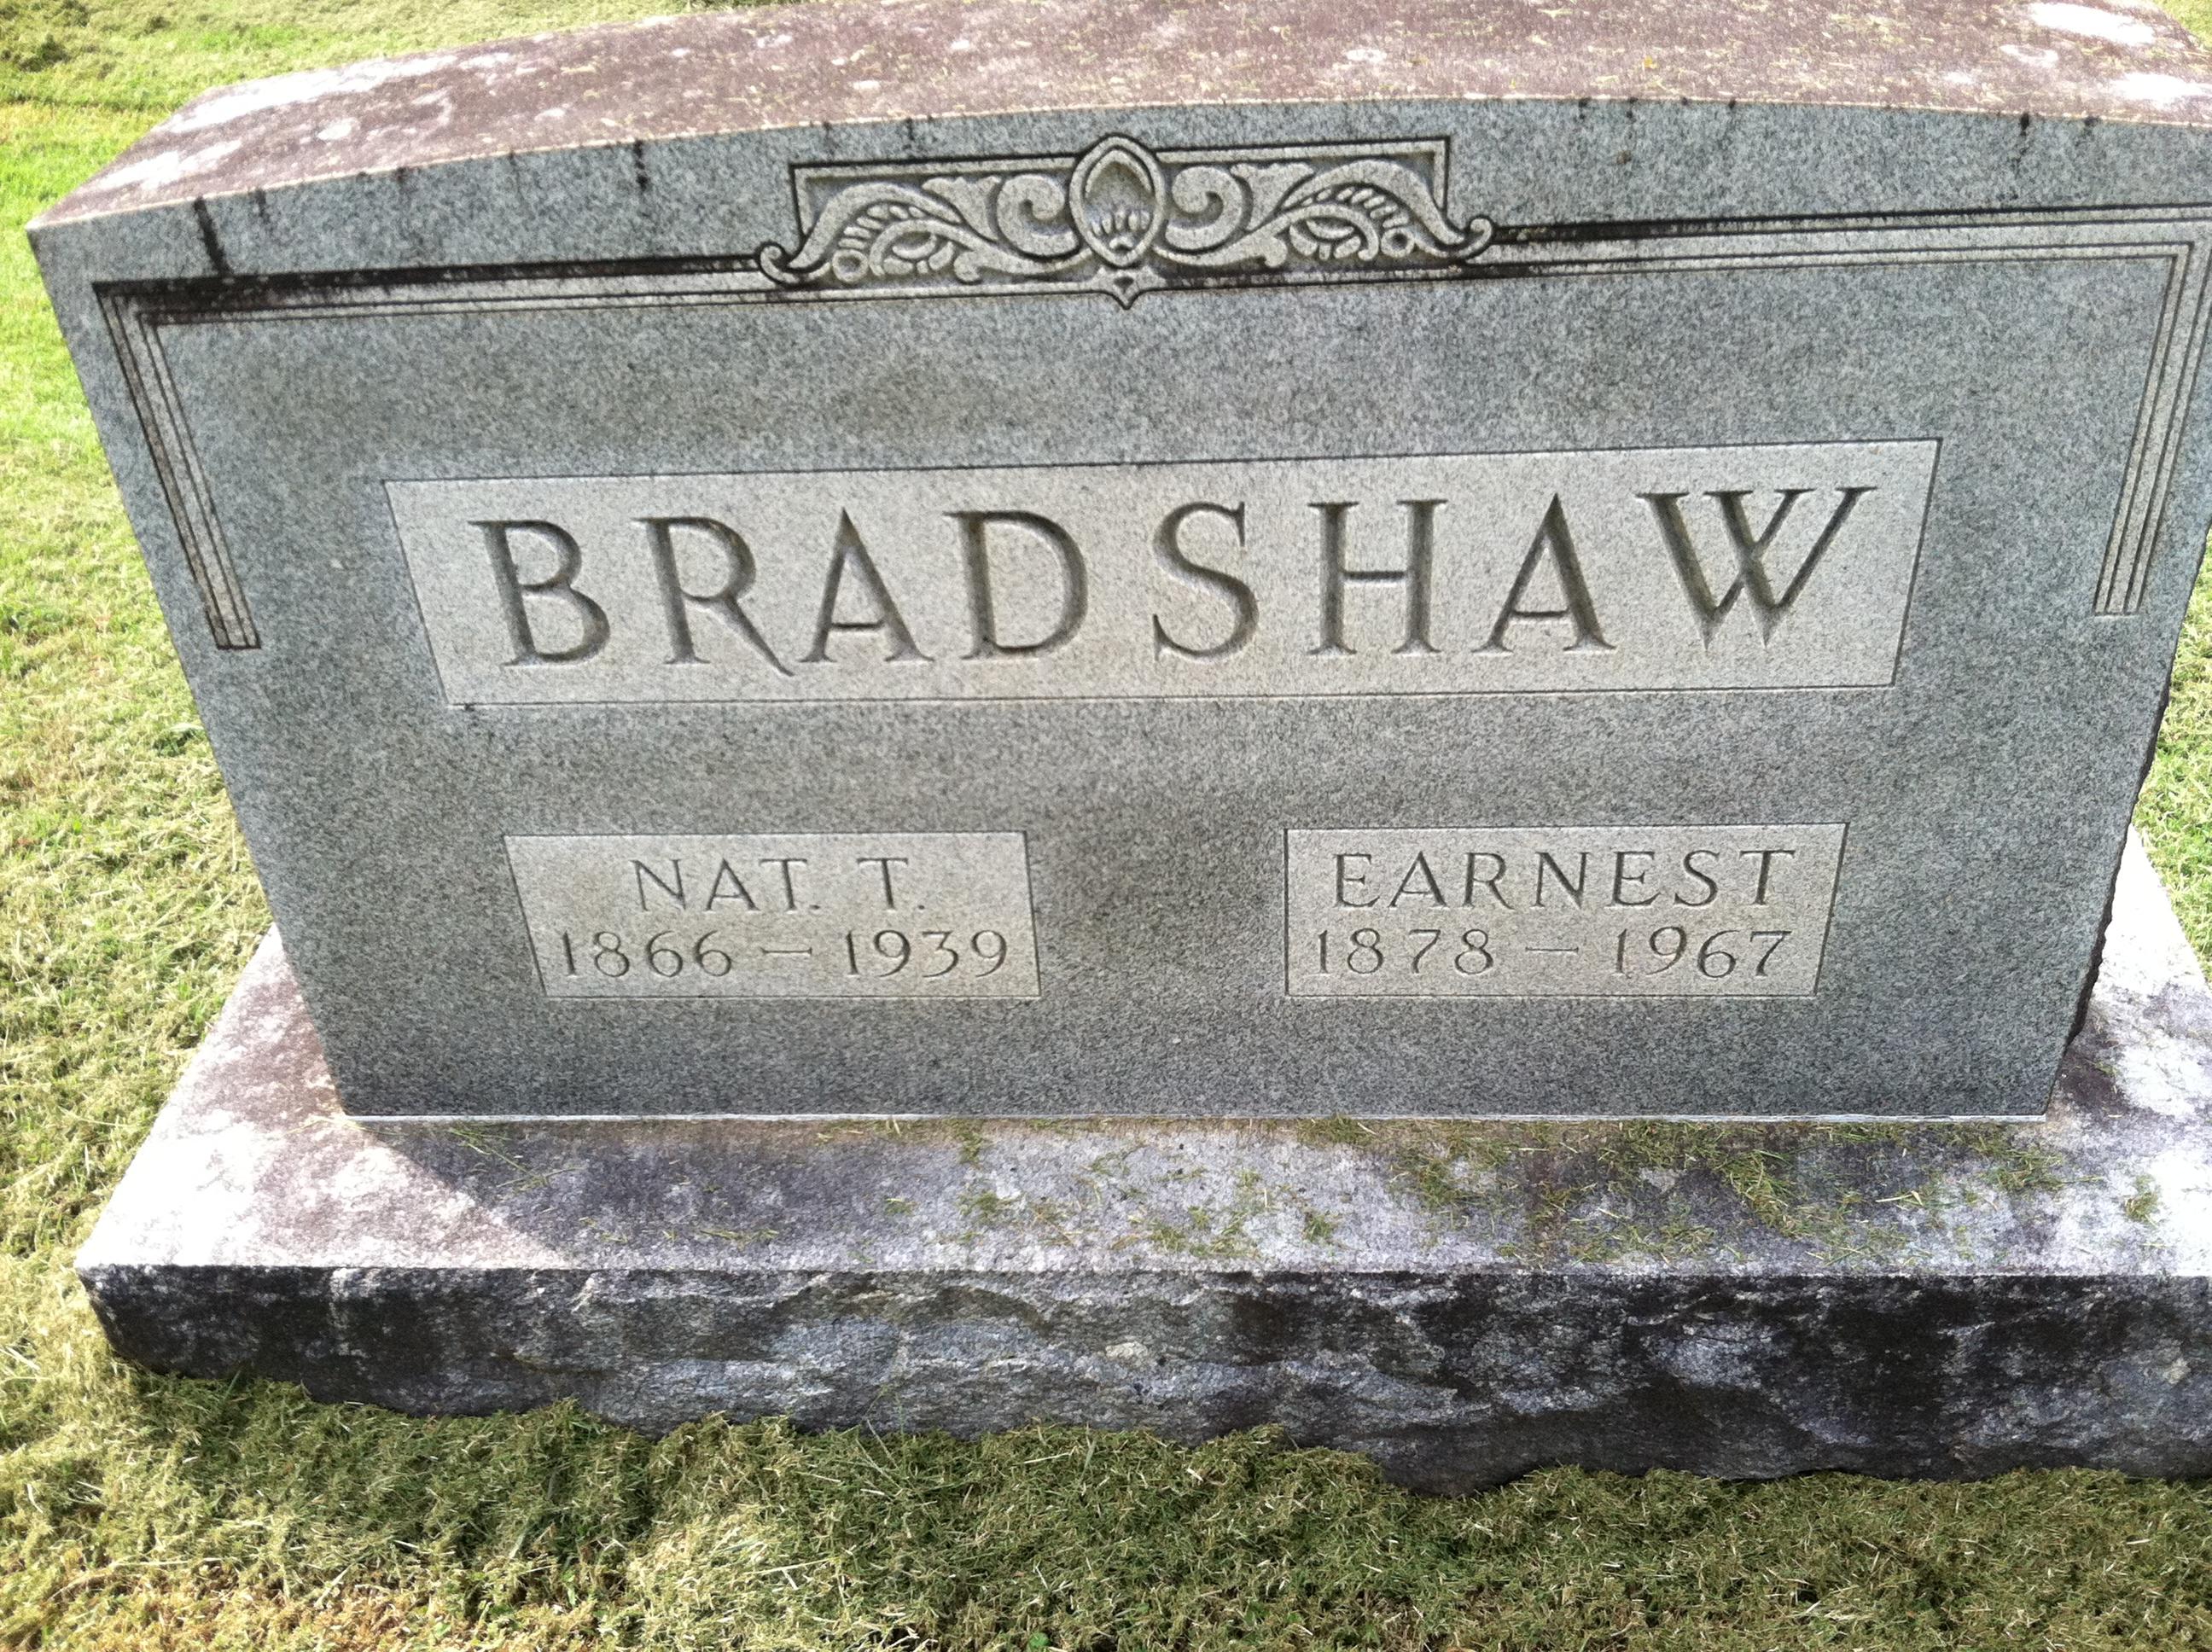 BRADSHAW
NAT. T.
1866 – 1939
EARNEST
1878 – 1967